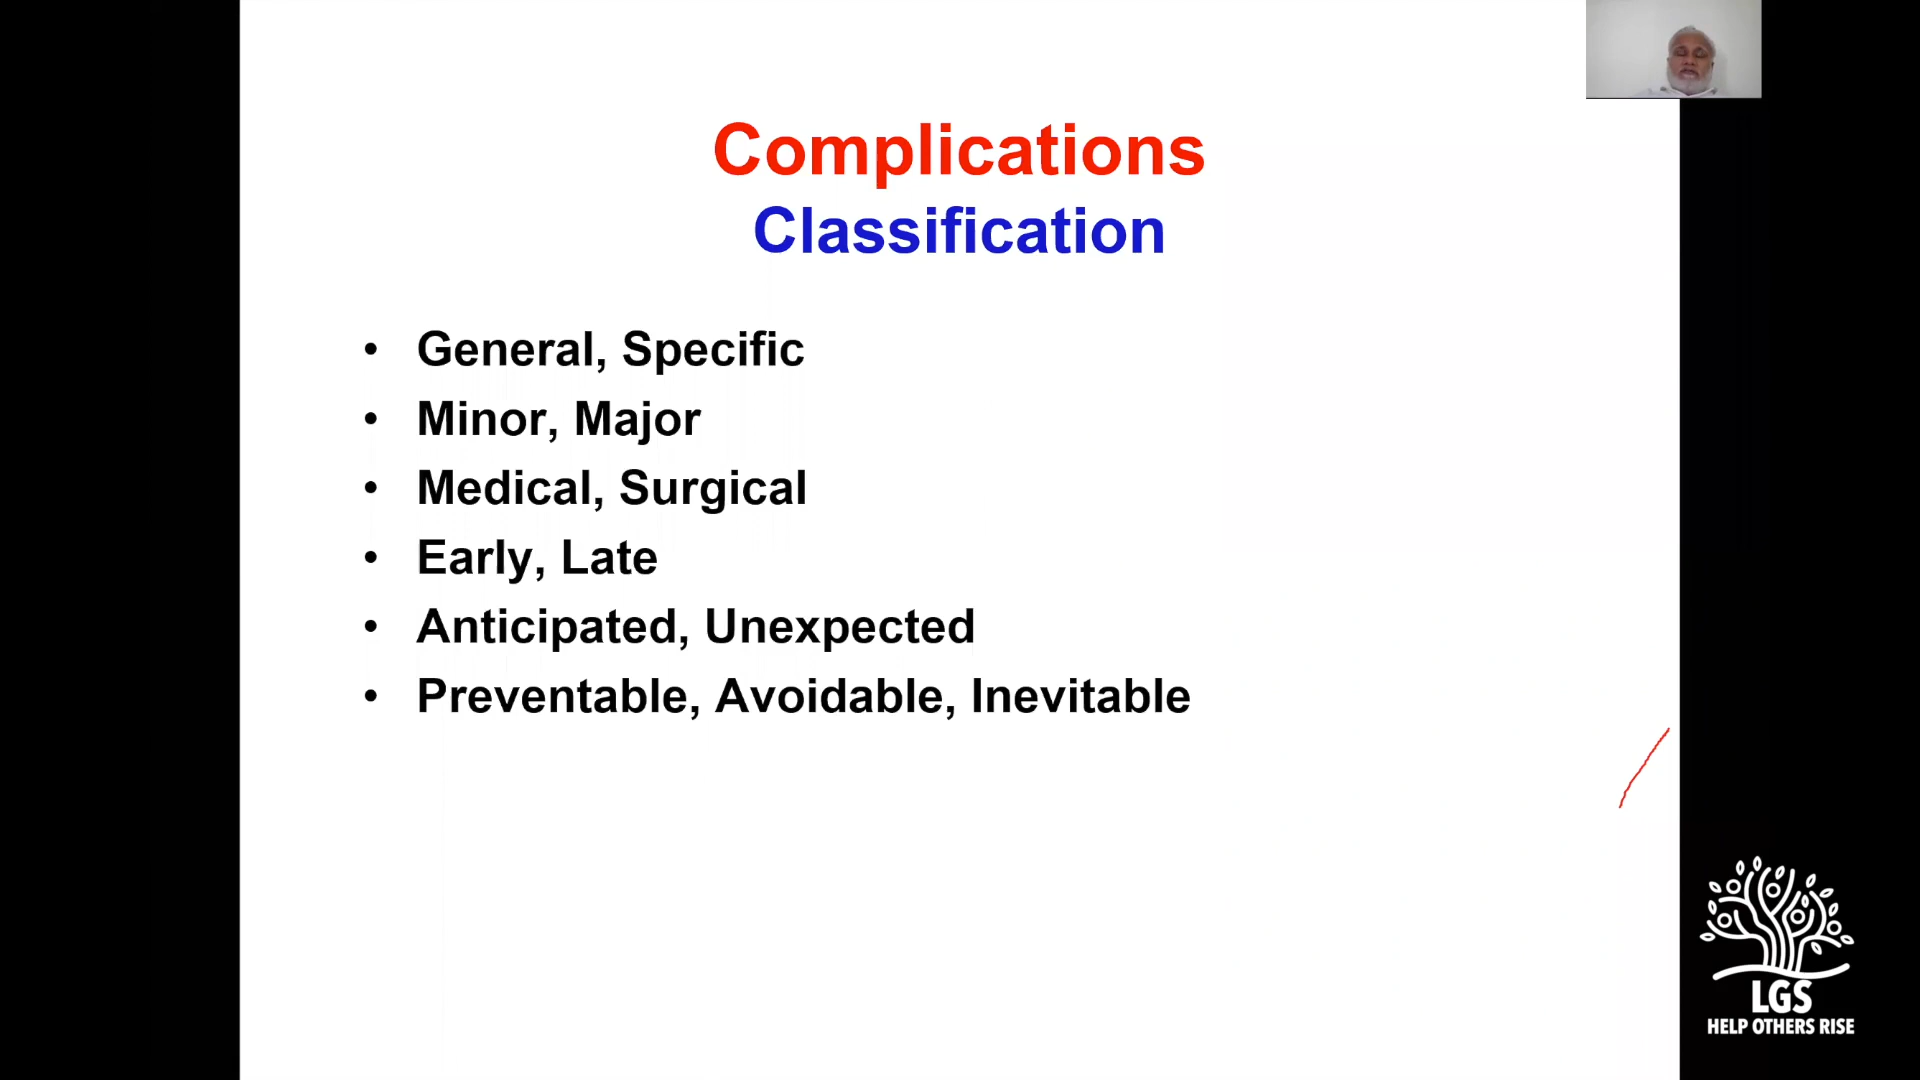 Complications
Classification
• General, Specific
• Minor, Major
• Medical, Surgical
• Early, Late
• Anticipated, Unexpected
• Preventable, Avoidable, Inevitable
LGS
HELP OTHERS RISE